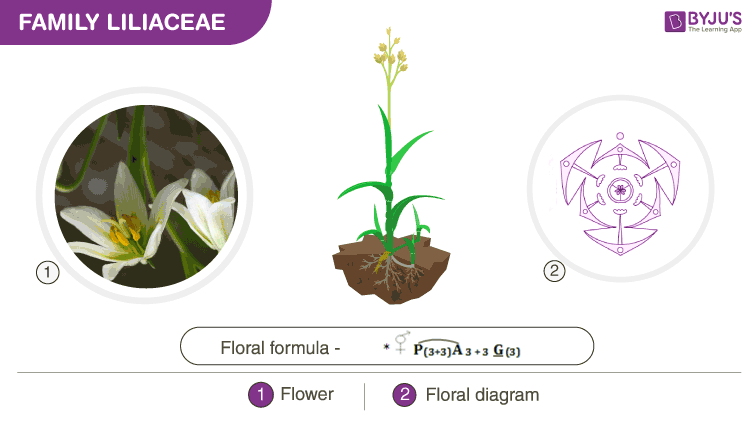 FAMILY LILIACEAE
BYJU'S
The Learning App
1
2
Floral formula - * ⚥ P(3+3)A 3+3 G(3)
1 Flower
2 Floral diagram